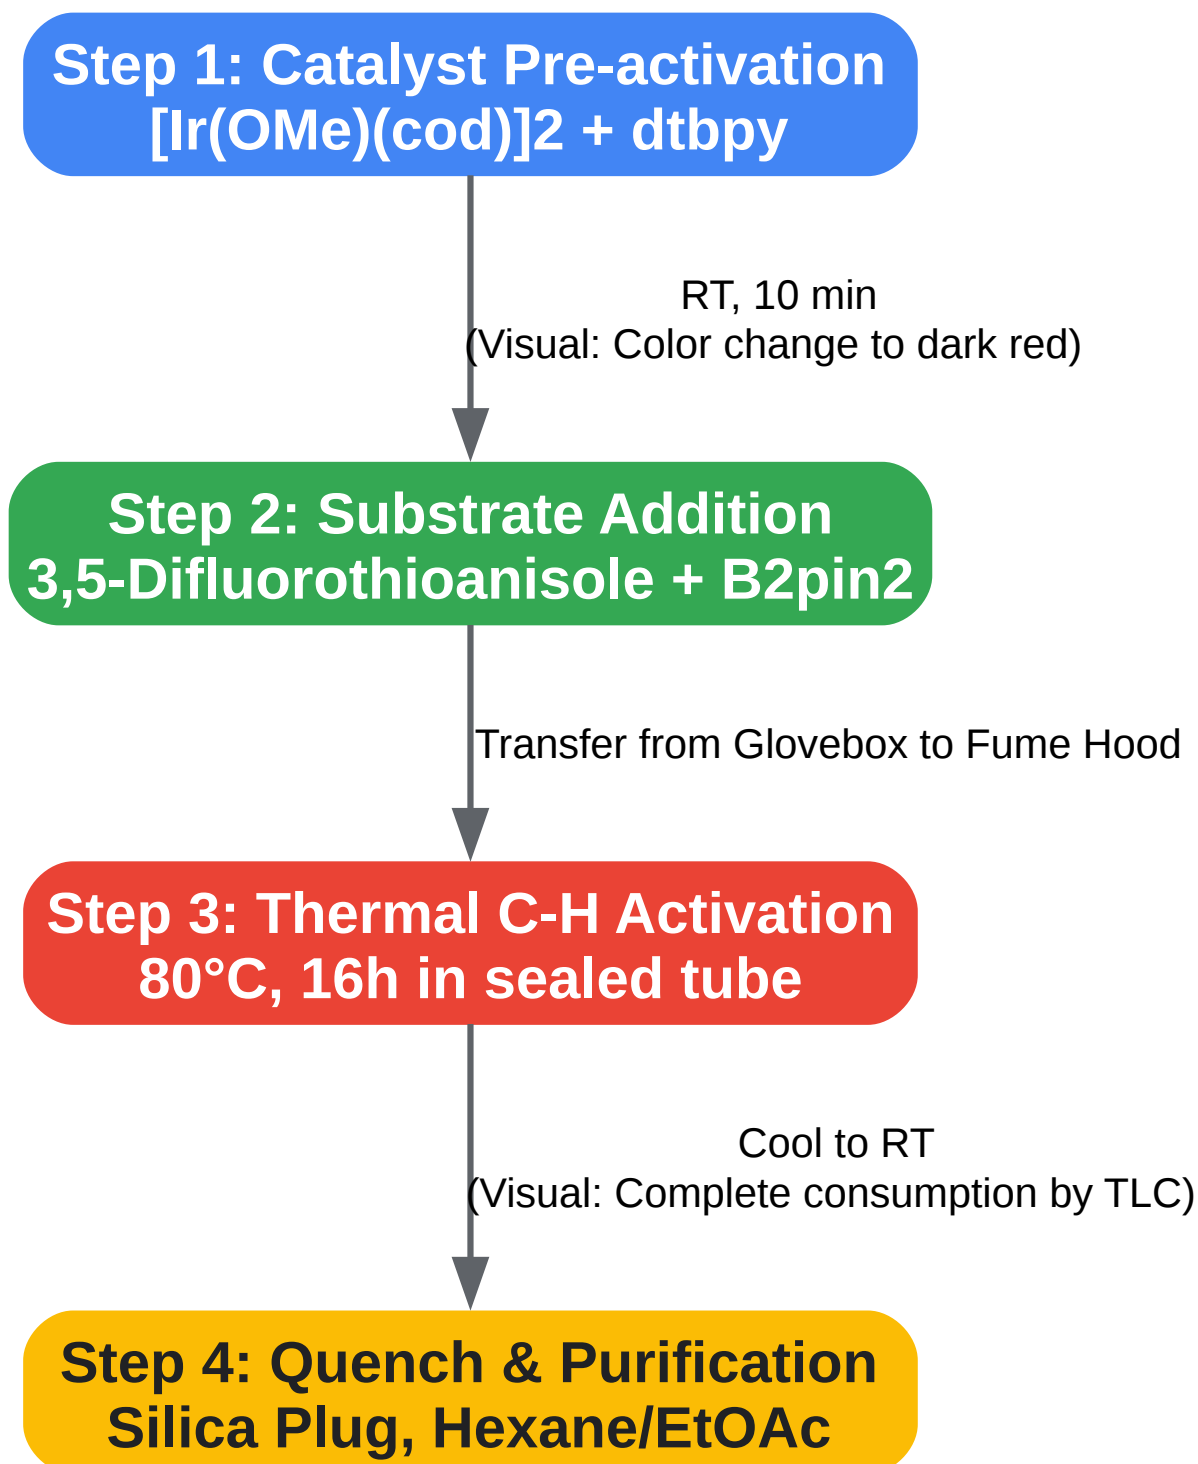 Step 1: Catalyst Pre-activation
[Ir(OMe)(cod)]2 + dtbpy
RT, 10 min
(Visual: Color change to dark red)
Step 2: Substrate Addition
3,5-Difluorothioanisole + B2pin2
Transfer from Glovebox to Fume Hood
Step 3: Thermal C-H Activation
80°C, 16h in sealed tube
Cool to RT
(Visual: Complete consumption by TLC)
Step 4: Quench & Purification
Silica Plug, Hexane/EtOAc